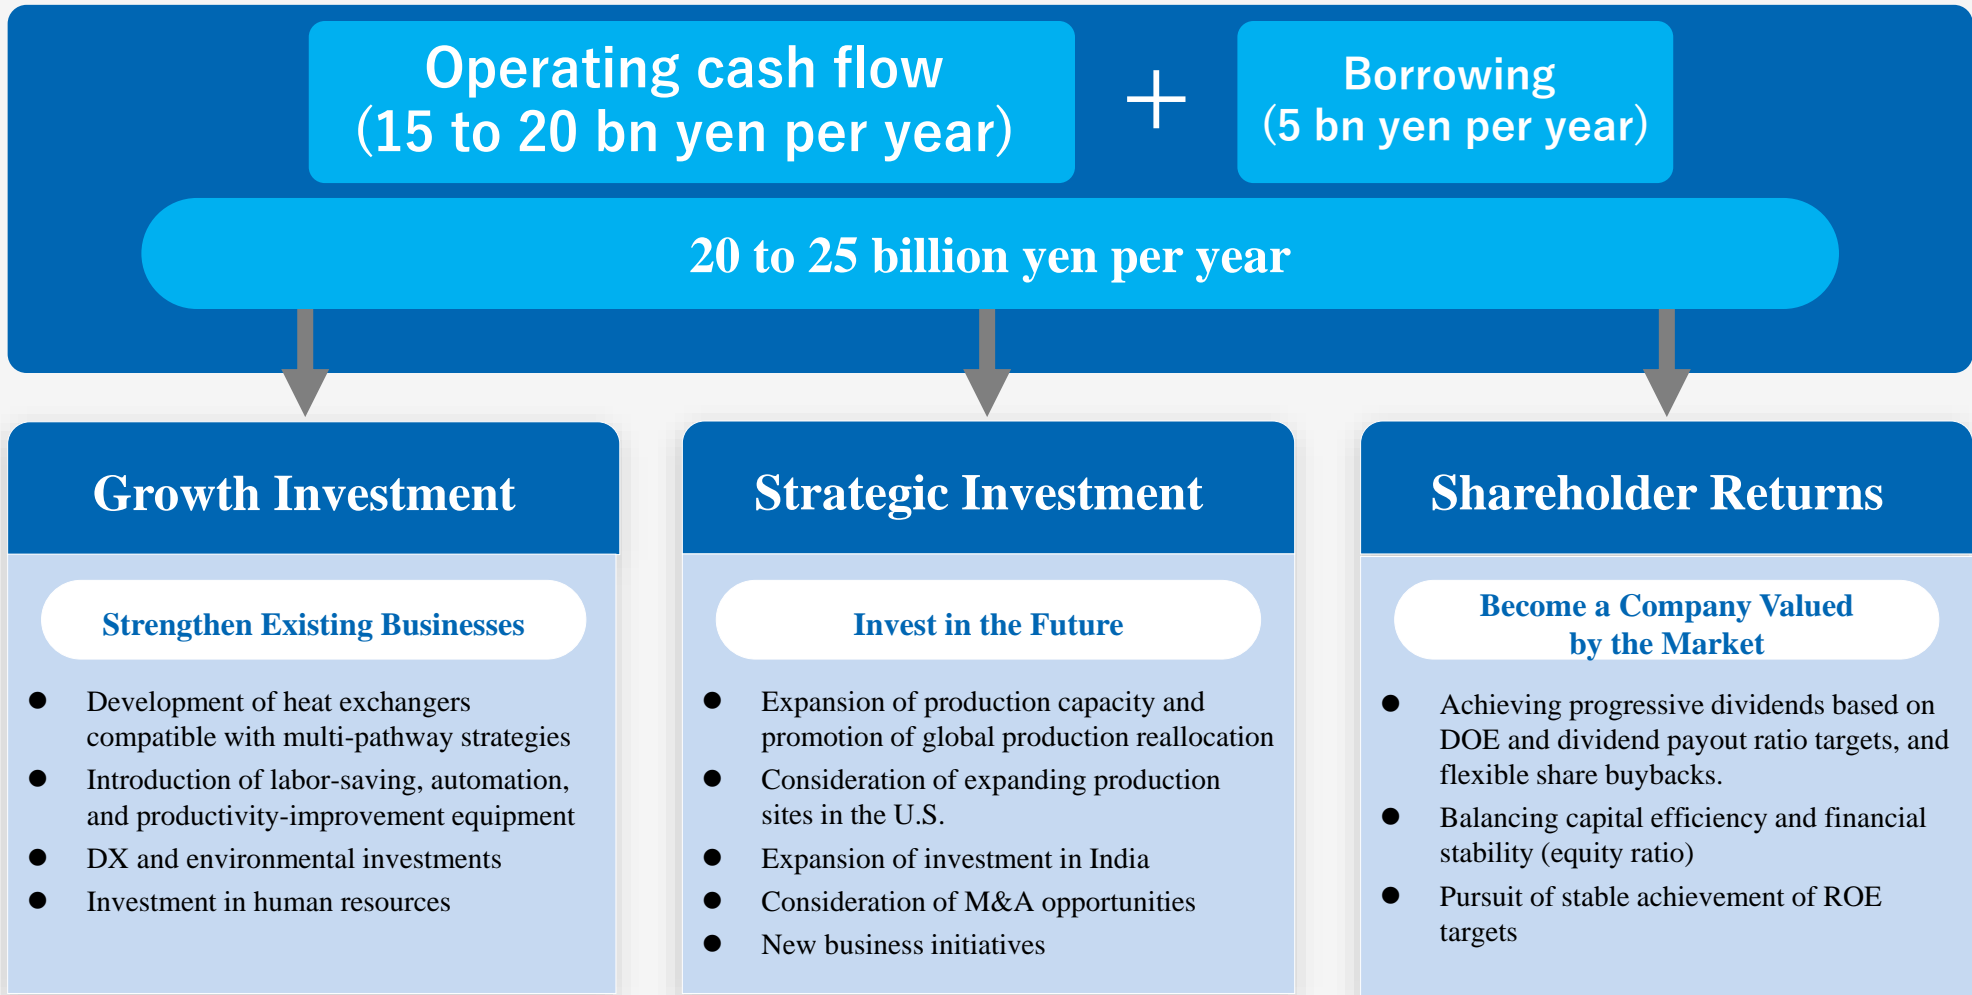 Operating cash flow
(15 to 20 bn yen per year)
+
Borrowing
(5 bn yen per year)
20 to 25 billion yen per year
Growth Investment
Strengthen Existing Businesses
● Development of heat exchangers
compatible with multi-pathway strategies
● Introduction of labor-saving, automation,
and productivity-improvement equipment
● DX and environmental investments
● Investment in human resources
Strategic Investment
Invest in the Future
● Expansion of production capacity and
promotion of global production reallocation
● Consideration of expanding production
sites in the U.S.
● Expansion of investment in India
● Consideration of M&A opportunities
● New business initiatives
Shareholder Returns
Become a Company Valued
by the Market
● Achieving progressive dividends based on
DOE and dividend payout ratio targets, and
flexible share buybacks.
● Balancing capital efficiency and financial
stability (equity ratio)
● Pursuit of stable achievement of ROE
targets